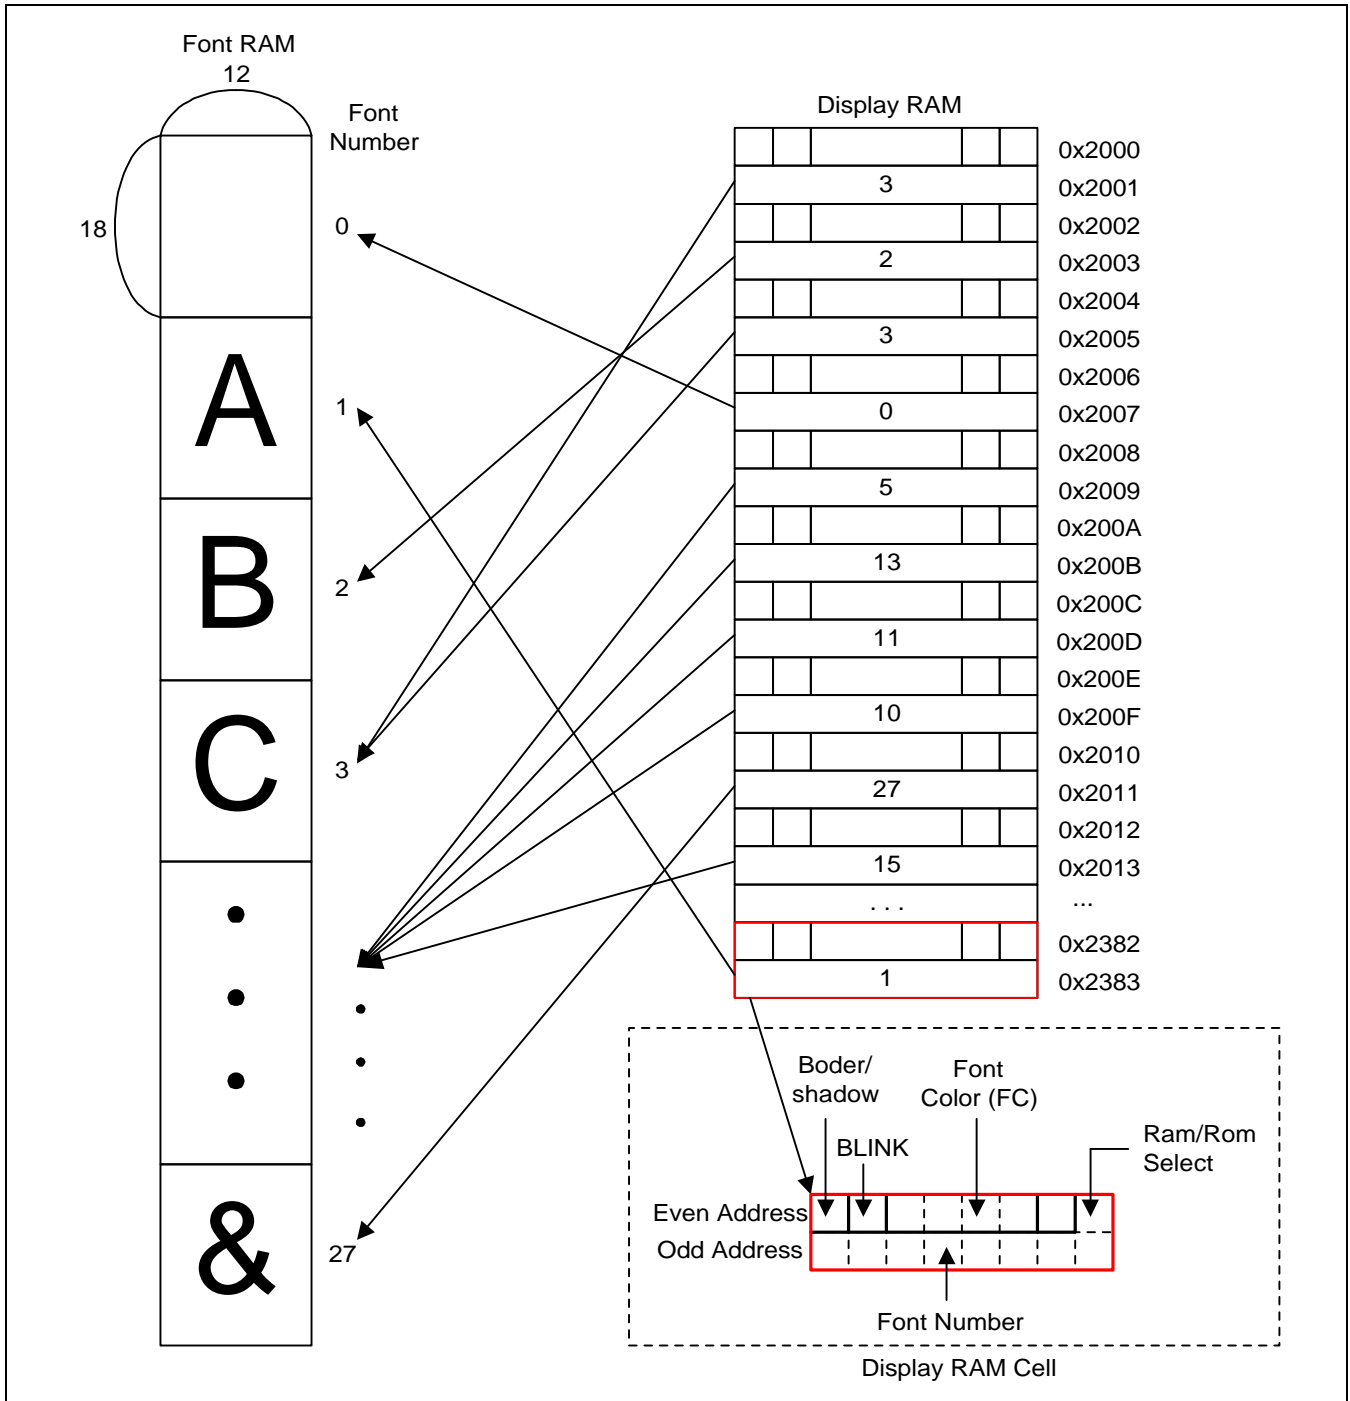 Font RAM
12
Font
Number
18
0
A
1
B
2
C
3
&
27
Display RAM
0x2000
3
0x2001
0x2002
2
0x2003
0x2004
3
0x2005
0x2006
0
0x2007
0x2008
5
0x2009
0x200A
13
0x200B
0x200C
11
0x200D
0x200E
10
0x200F
0x2010
27
0x2011
0x2012
15
0x2013
. . .
...
0x2382
1
0x2383
Boder/
shadow
BLINK
Font
Color (FC)
Ram/Rom
Select
Even Address
Odd Address
Font Number
Display RAM Cell